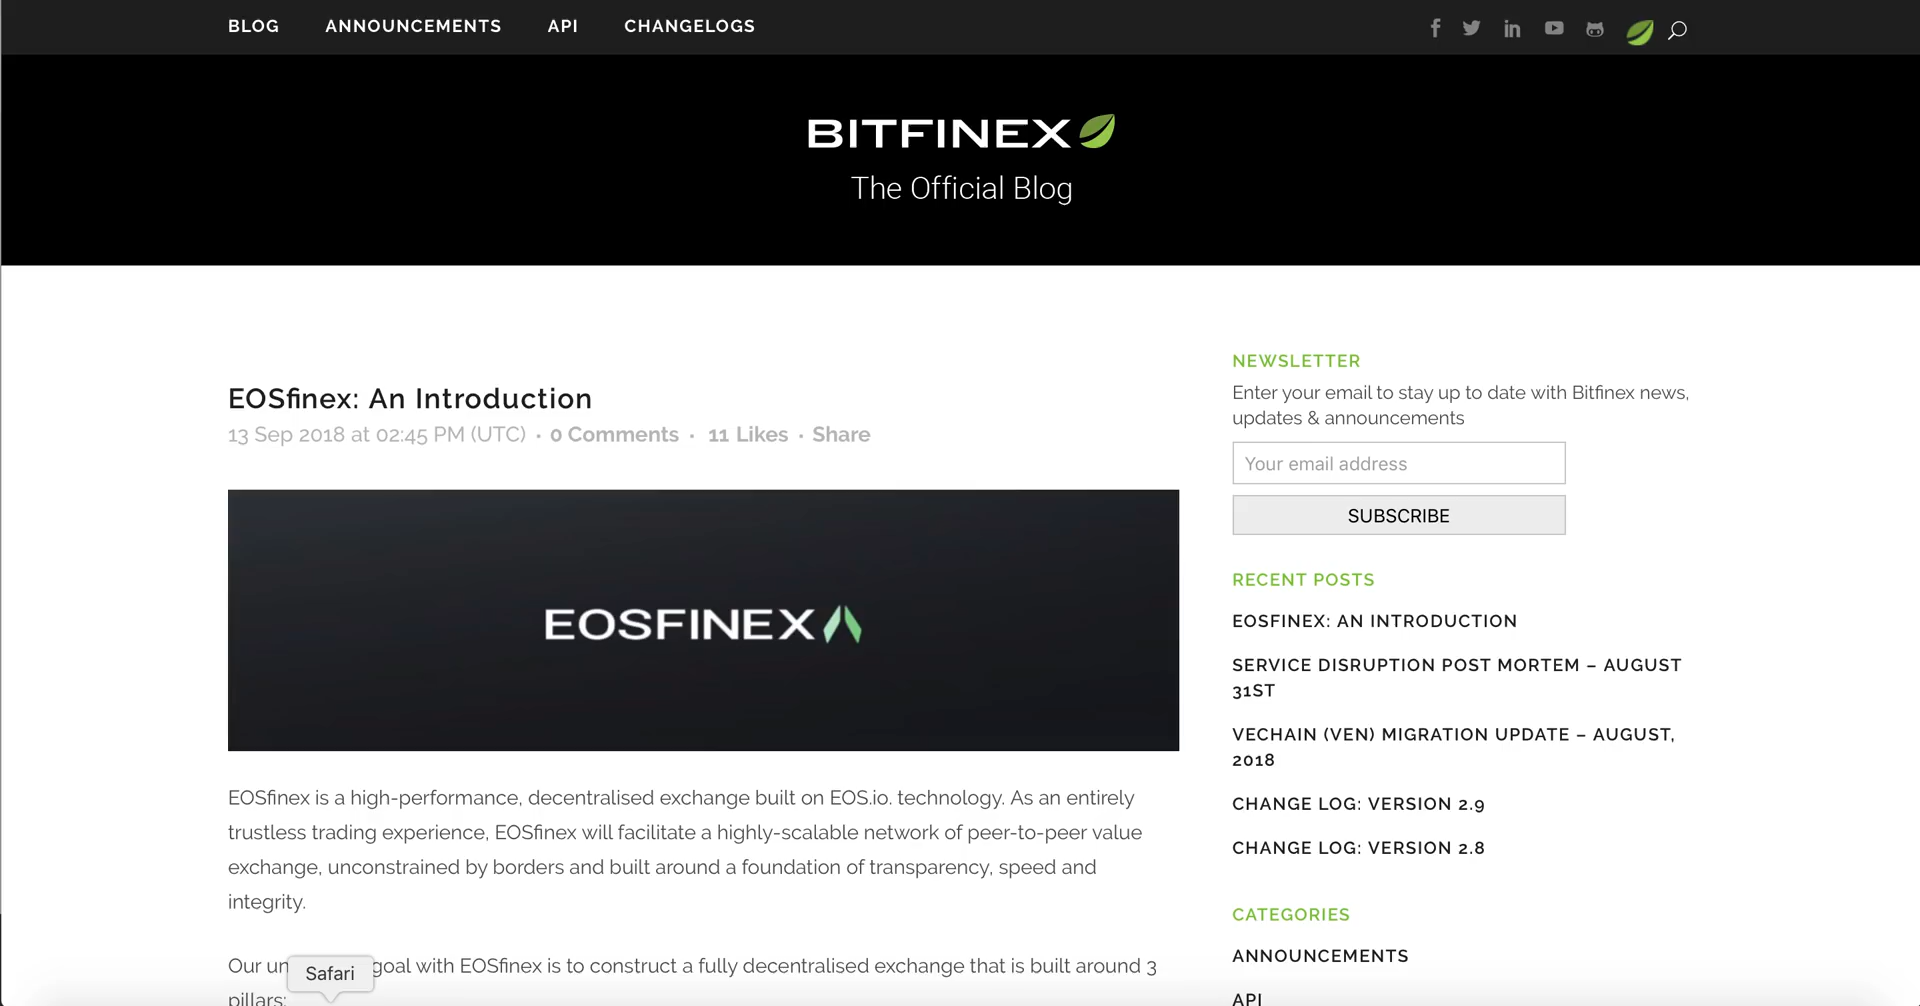 BLOG ANNOUNCEMENTS API CHANGELOGS
BITFINEX
The Official Blog
EOSfinex: An Introduction
13 Sep 2018 at 02:45 PM (UTC) · 0 Comments · 11 Likes · Share
EOSFINEX
EOSfinex is a high-performance, decentralised exchange built on EOS.io. technology. As an entirely
trustless trading experience, EOSfinex will facilitate a highly-scalable network of peer-to-peer value
exchange, unconstrained by borders and built around a foundation of transparency, speed and
integrity.
Our goal with EOSfinex is to construct a fully decentralised exchange that is built around 3
pillars:
Safari
NEWSLETTER
Enter your email to stay up to date with Bitfinex news,
updates & announcements
Your email address
SUBSCRIBE
RECENT POSTS
EOSFINEX: AN INTRODUCTION
SERVICE DISRUPTION POST MORTEM – AUGUST
31ST
VECHAIN (VEN) MIGRATION UPDATE – AUGUST,
2018
CHANGE LOG: VERSION 2.9
CHANGE LOG: VERSION 2.8
CATEGORIES
ANNOUNCEMENTS
API